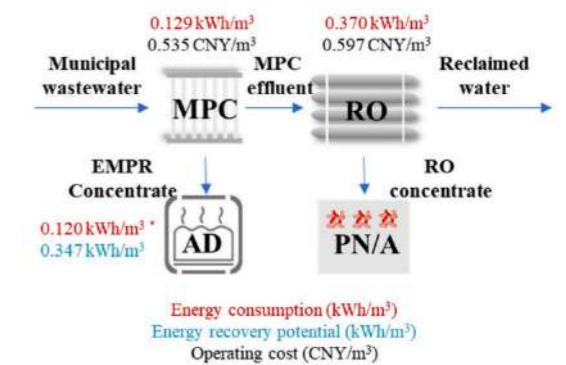 0.129 kWh/m³
0.535 CNY/m³
0.370 kWh/m³
0.597 CNY/m³
Municipal
wastewater
MPC
MPC
effluent
RO
Reclaimed
water
EMPR
Concentrate
0.120 kWh/m³ *
0.347 kWh/m³
AD
RO
concentrate
PN/A
Energy consumption (kWh/m³)
Energy recovery potential (kWh/m³)
Operating cost (CNY/m³)